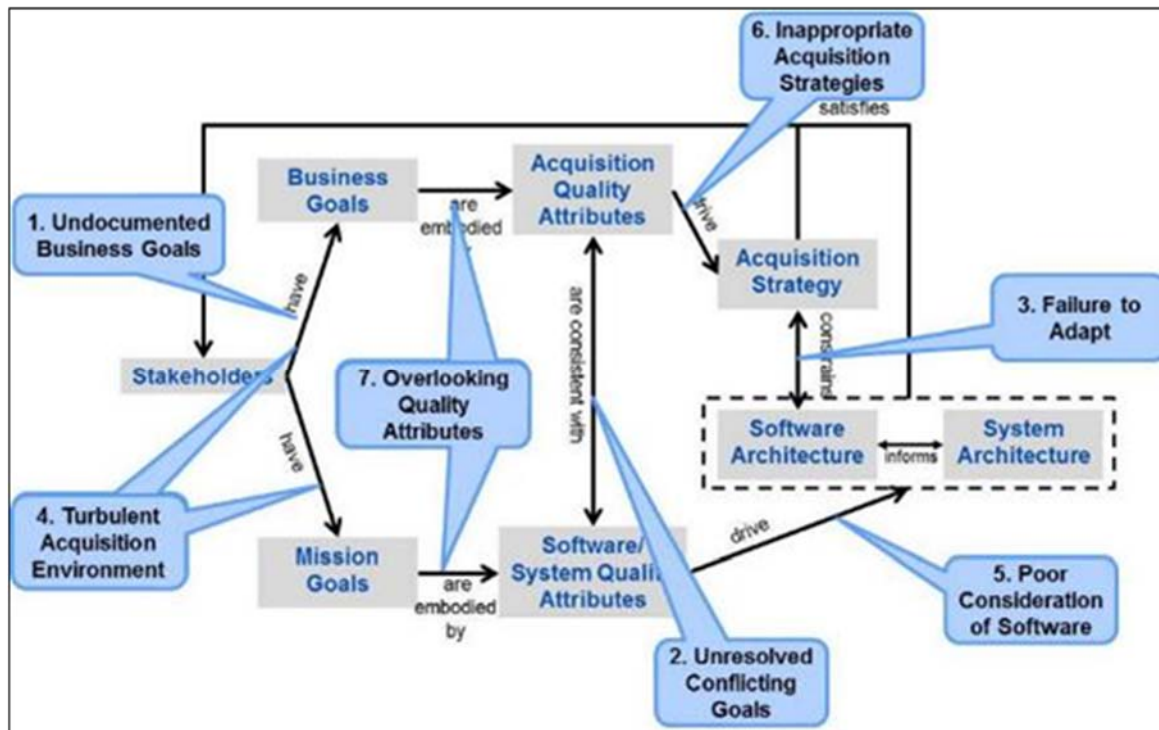 6. Inappropriate
Acquisition
Strategies
satisfies
Business
Goals
are
embodied
Acquisition
Quality
Attributes
drive
1. Undocumented
Business Goals
have
Acquisition
Strategy
3. Failure to
Adapt
Stakeholders
7. Overlooking
Quality
Attributes
are consistent with
constrains
have
Software
Architecture
informs
System
Architecture
4. Turbulent
Acquisition
Environment
drive
Mission
Goals
are
embodied
by
Software/
System Quality
Attributes
5. Poor
Consideration
of Software
2. Unresolved
Conflicting
Goals